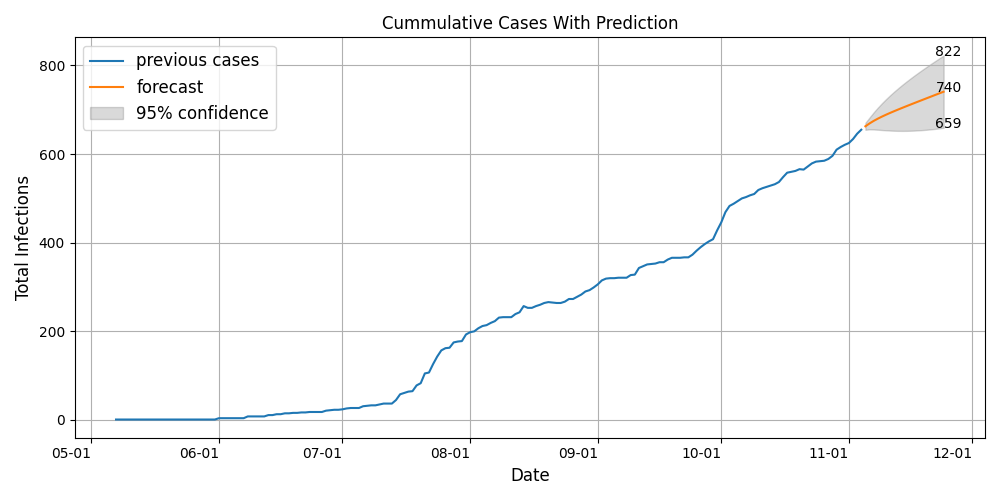 Cummulative Cases With Prediction
previous cases
forecast
95% confidence
822
740
659
800
600
400
200
0
Total Infections
05-01 06-01 07-01 08-01 09-01 10-01 11-01 12-01
Date